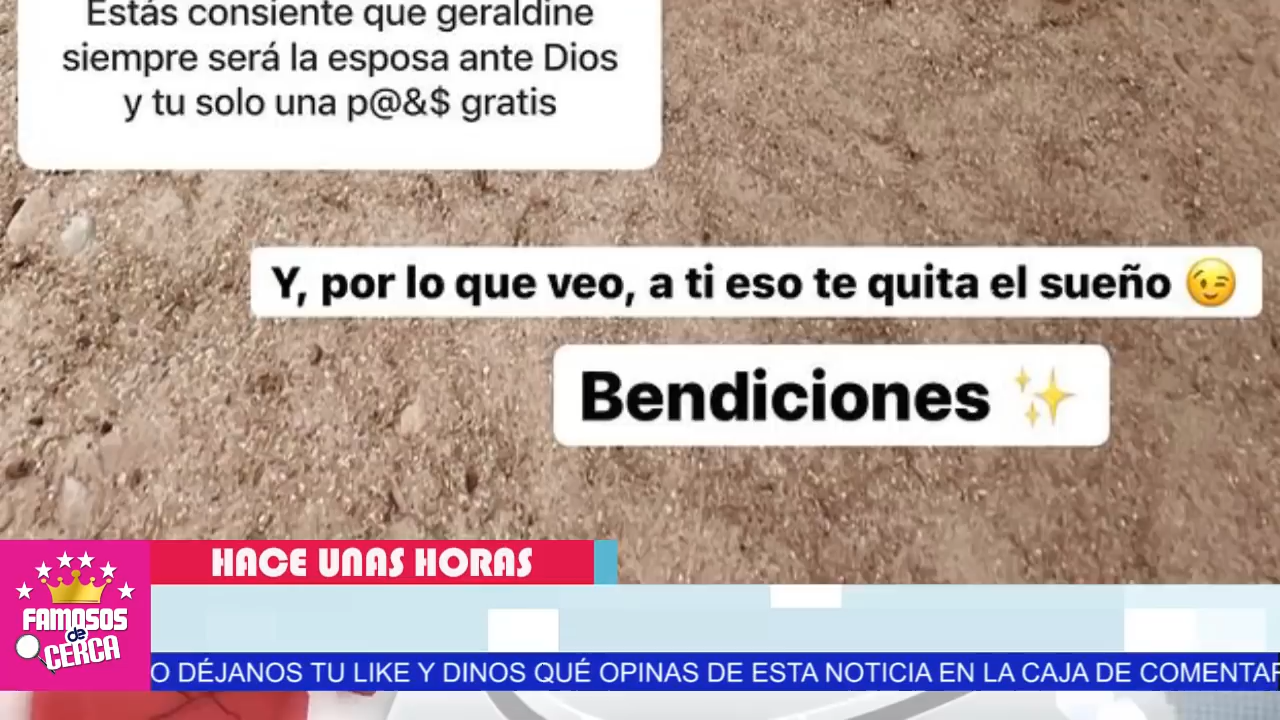 Estás consiente que geraldine
siempre será la esposa ante Dios
y tu solo una p@&$ gratis
Y, por lo que veo, a ti eso te quita el sueño 😉
Bendiciones ✨
HACE UNAS HORAS
FAMOSOS
de
CERCA
O DÉJANOS TU LIKE Y DINOS QUÉ OPINAS DE ESTA NOTICIA EN LA CAJA DE COMENTAR